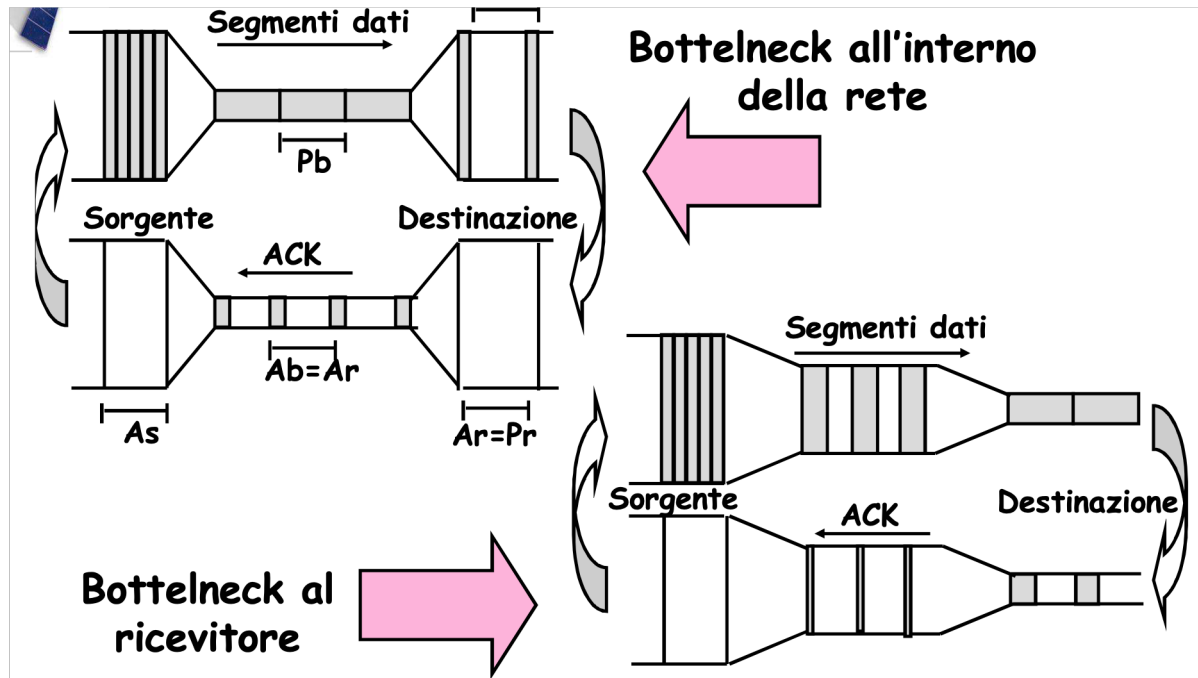 Segmenti dati
Bottelneck all'interno
della rete
Pb
Sorgente
Destinazione
ACK
Ab=Ar
As
Ar=Pr
Segmenti dati
Sorgente
Destinazione
ACK
Bottelneck al
ricevitore